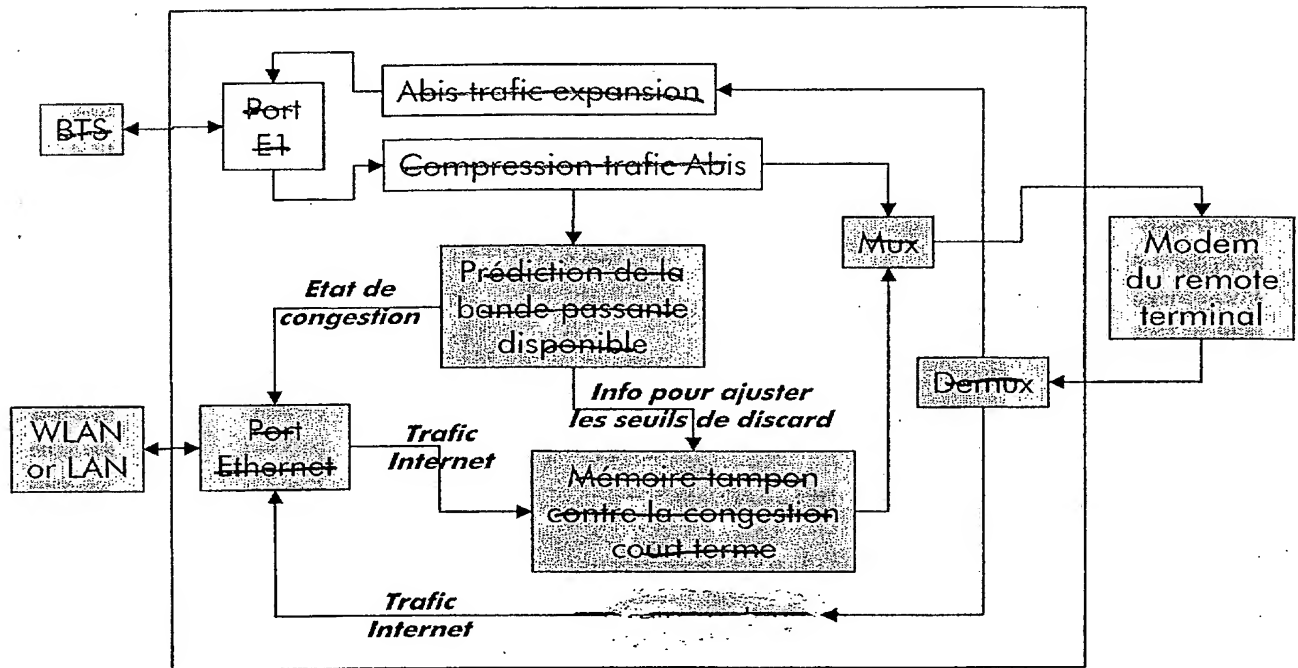 Abis trafic expansion
Port
E1
BTS
Compression trafic Abis
Mux
Modem
du remote
terminal
Prédiction de la
bande passante
disponible
Etat de
congestion
Demux
Info pour ajuster
les seuils de discard
WLAN
or LAN
Port
Ethernet
Trafic
Internet
Mémoire tampon
contre la congestion
court terme
Trafic
Internet